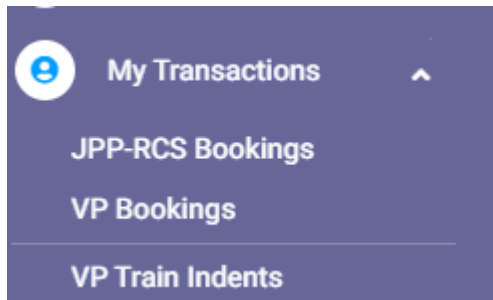 My Transactions
JPP-RCS Bookings
VP Bookings
VP Train Indents